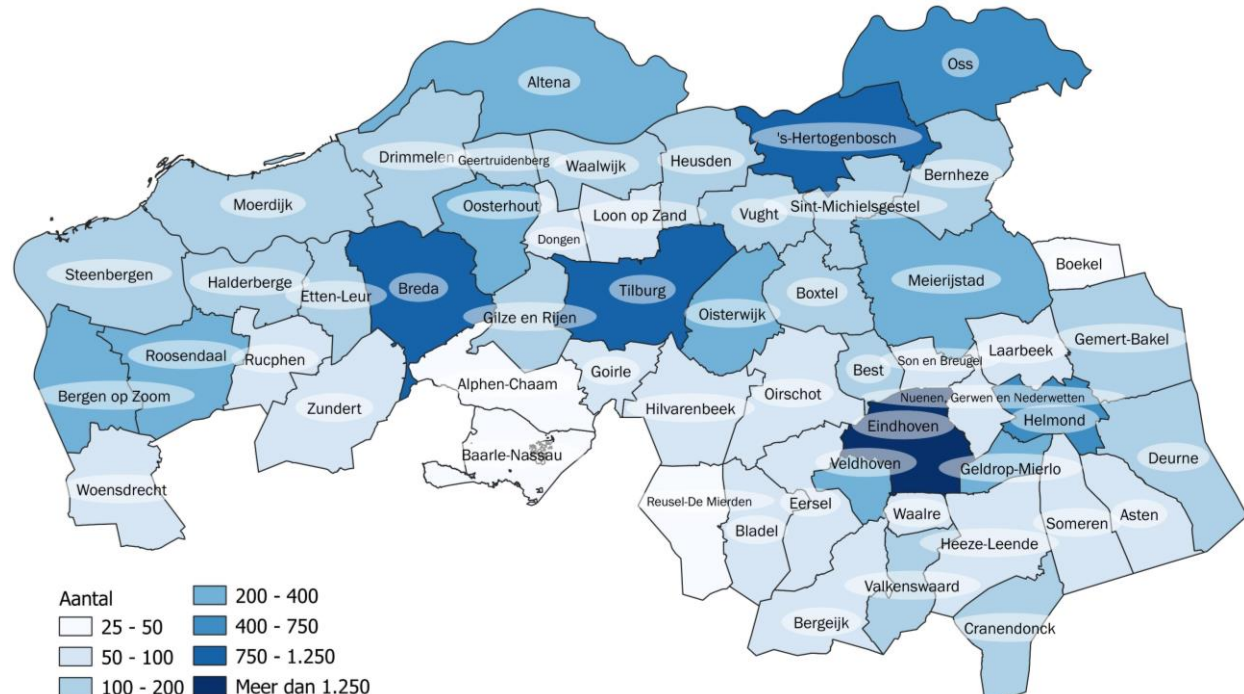 Oss
Altena
's-Hertogenbosch
Drimmelen
Geertruidenberg
Waalwijk
Heusden
Bernheze
Moerdijk
Oosterhout
Loon op Zand
Vught
Sint-Michielsgestel
Dongen
Steenbergen
Halderberge
Etten-Leur
Breda
Tilburg
Boxtel
Meierijstad
Boekel
Gilze en Rijen
Oisterwijk
Roosendaal
Rucphen
Gemert-Bakel
Laarbeek
Son en Breugel
Best
Goirle
Alphen-Chaam
Oirschot
Bergen op Zoom
Zundert
Hilvarenbeek
Nuenen, Gerwen en Nederwetten
Eindhoven
Helmond
Baarle-Nassau
Veldhoven
Geldrop-Mierlo
Deurne
Woensdrecht
Reusel-De Mierden
Eersel
Waalre
Bladel
Someren
Asten
Heeze-Leende
Valkenswaard
Bergeijk
Cranendonck
Aantal
25 - 50
50 - 100
100 - 200
200 - 400
400 - 750
750 - 1.250
Meer dan 1.250